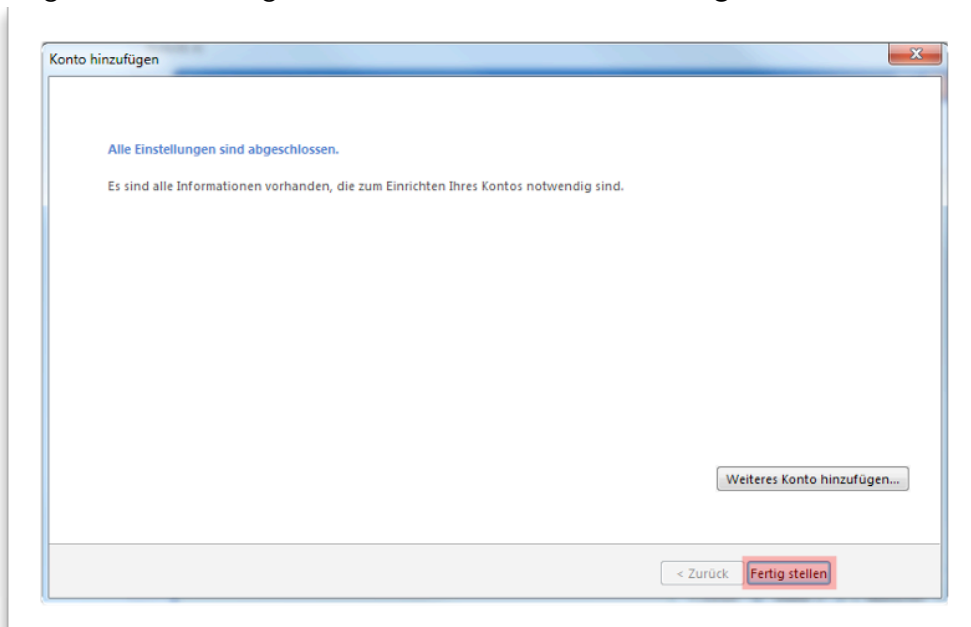 Konto hinzufügen
Alle Einstellungen sind abgeschlossen.
Es sind alle Informationen vorhanden, die zum Einrichten Ihres Kontos notwendig sind.
Weiteres Konto hinzufügen...
< Zurück Fertig stellen